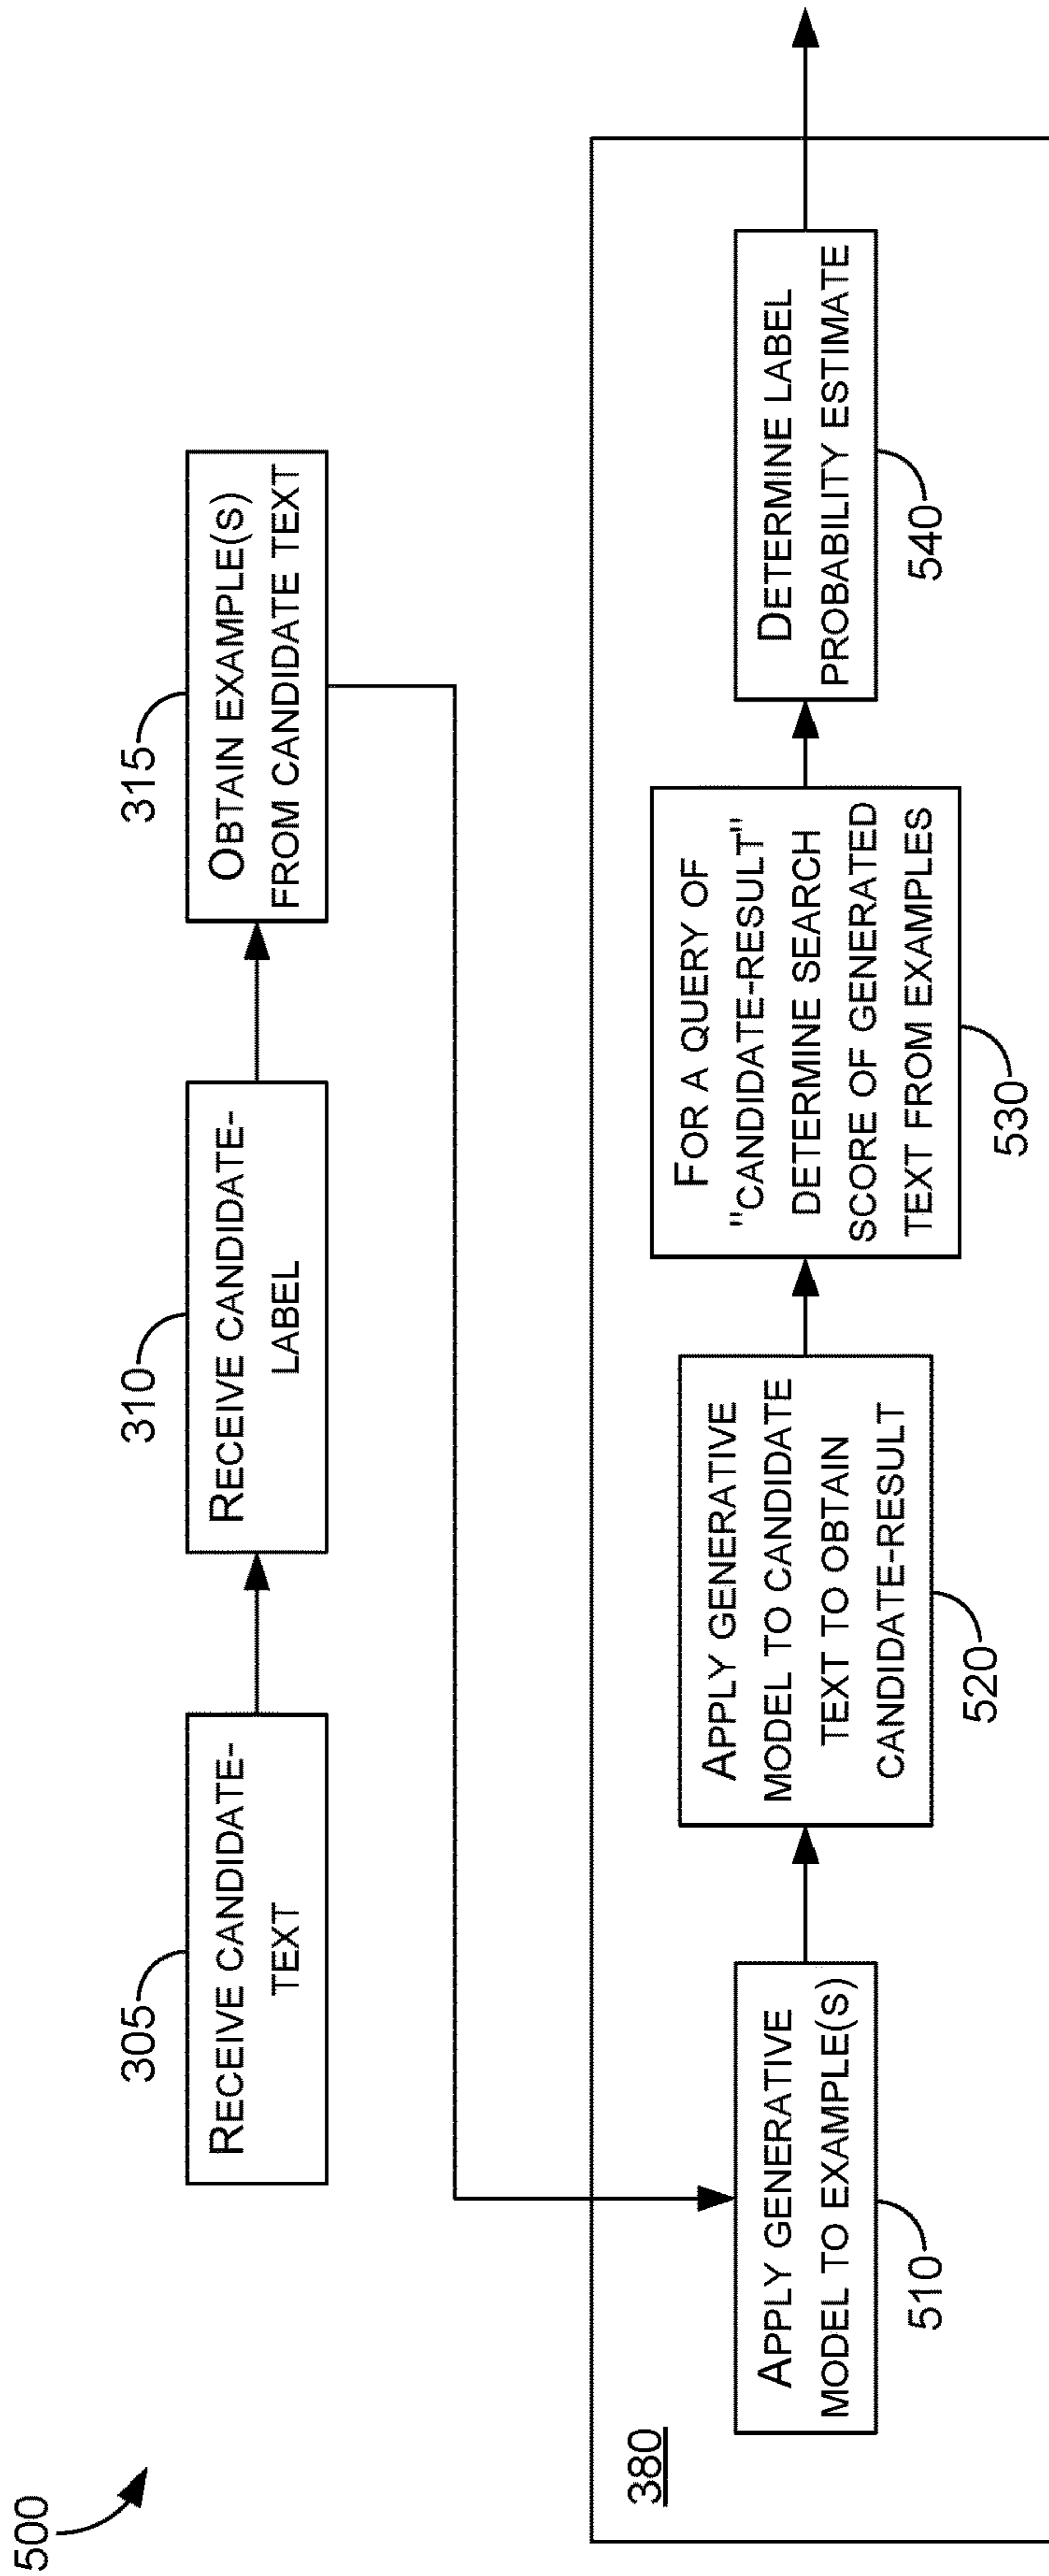 500
305
RECEIVE CANDIDATE-
TEXT
310
RECEIVE CANDIDATE-
LABEL
315
OBTAIN EXAMPLE(S)
FROM CANDIDATE TEXT
380
APPLY GENERATIVE
MODEL TO EXAMPLE(S)
510
APPLY GENERATIVE
MODEL TO CANDIDATE
TEXT TO OBTAIN
CANDIDATE-RESULT
520
FOR A QUERY OF
"CANDIDATE-RESULT"
DETERMINE SEARCH
SCORE OF GENERATED
TEXT FROM EXAMPLES
530
DETERMINE LABEL
PROBABILITY ESTIMATE
540